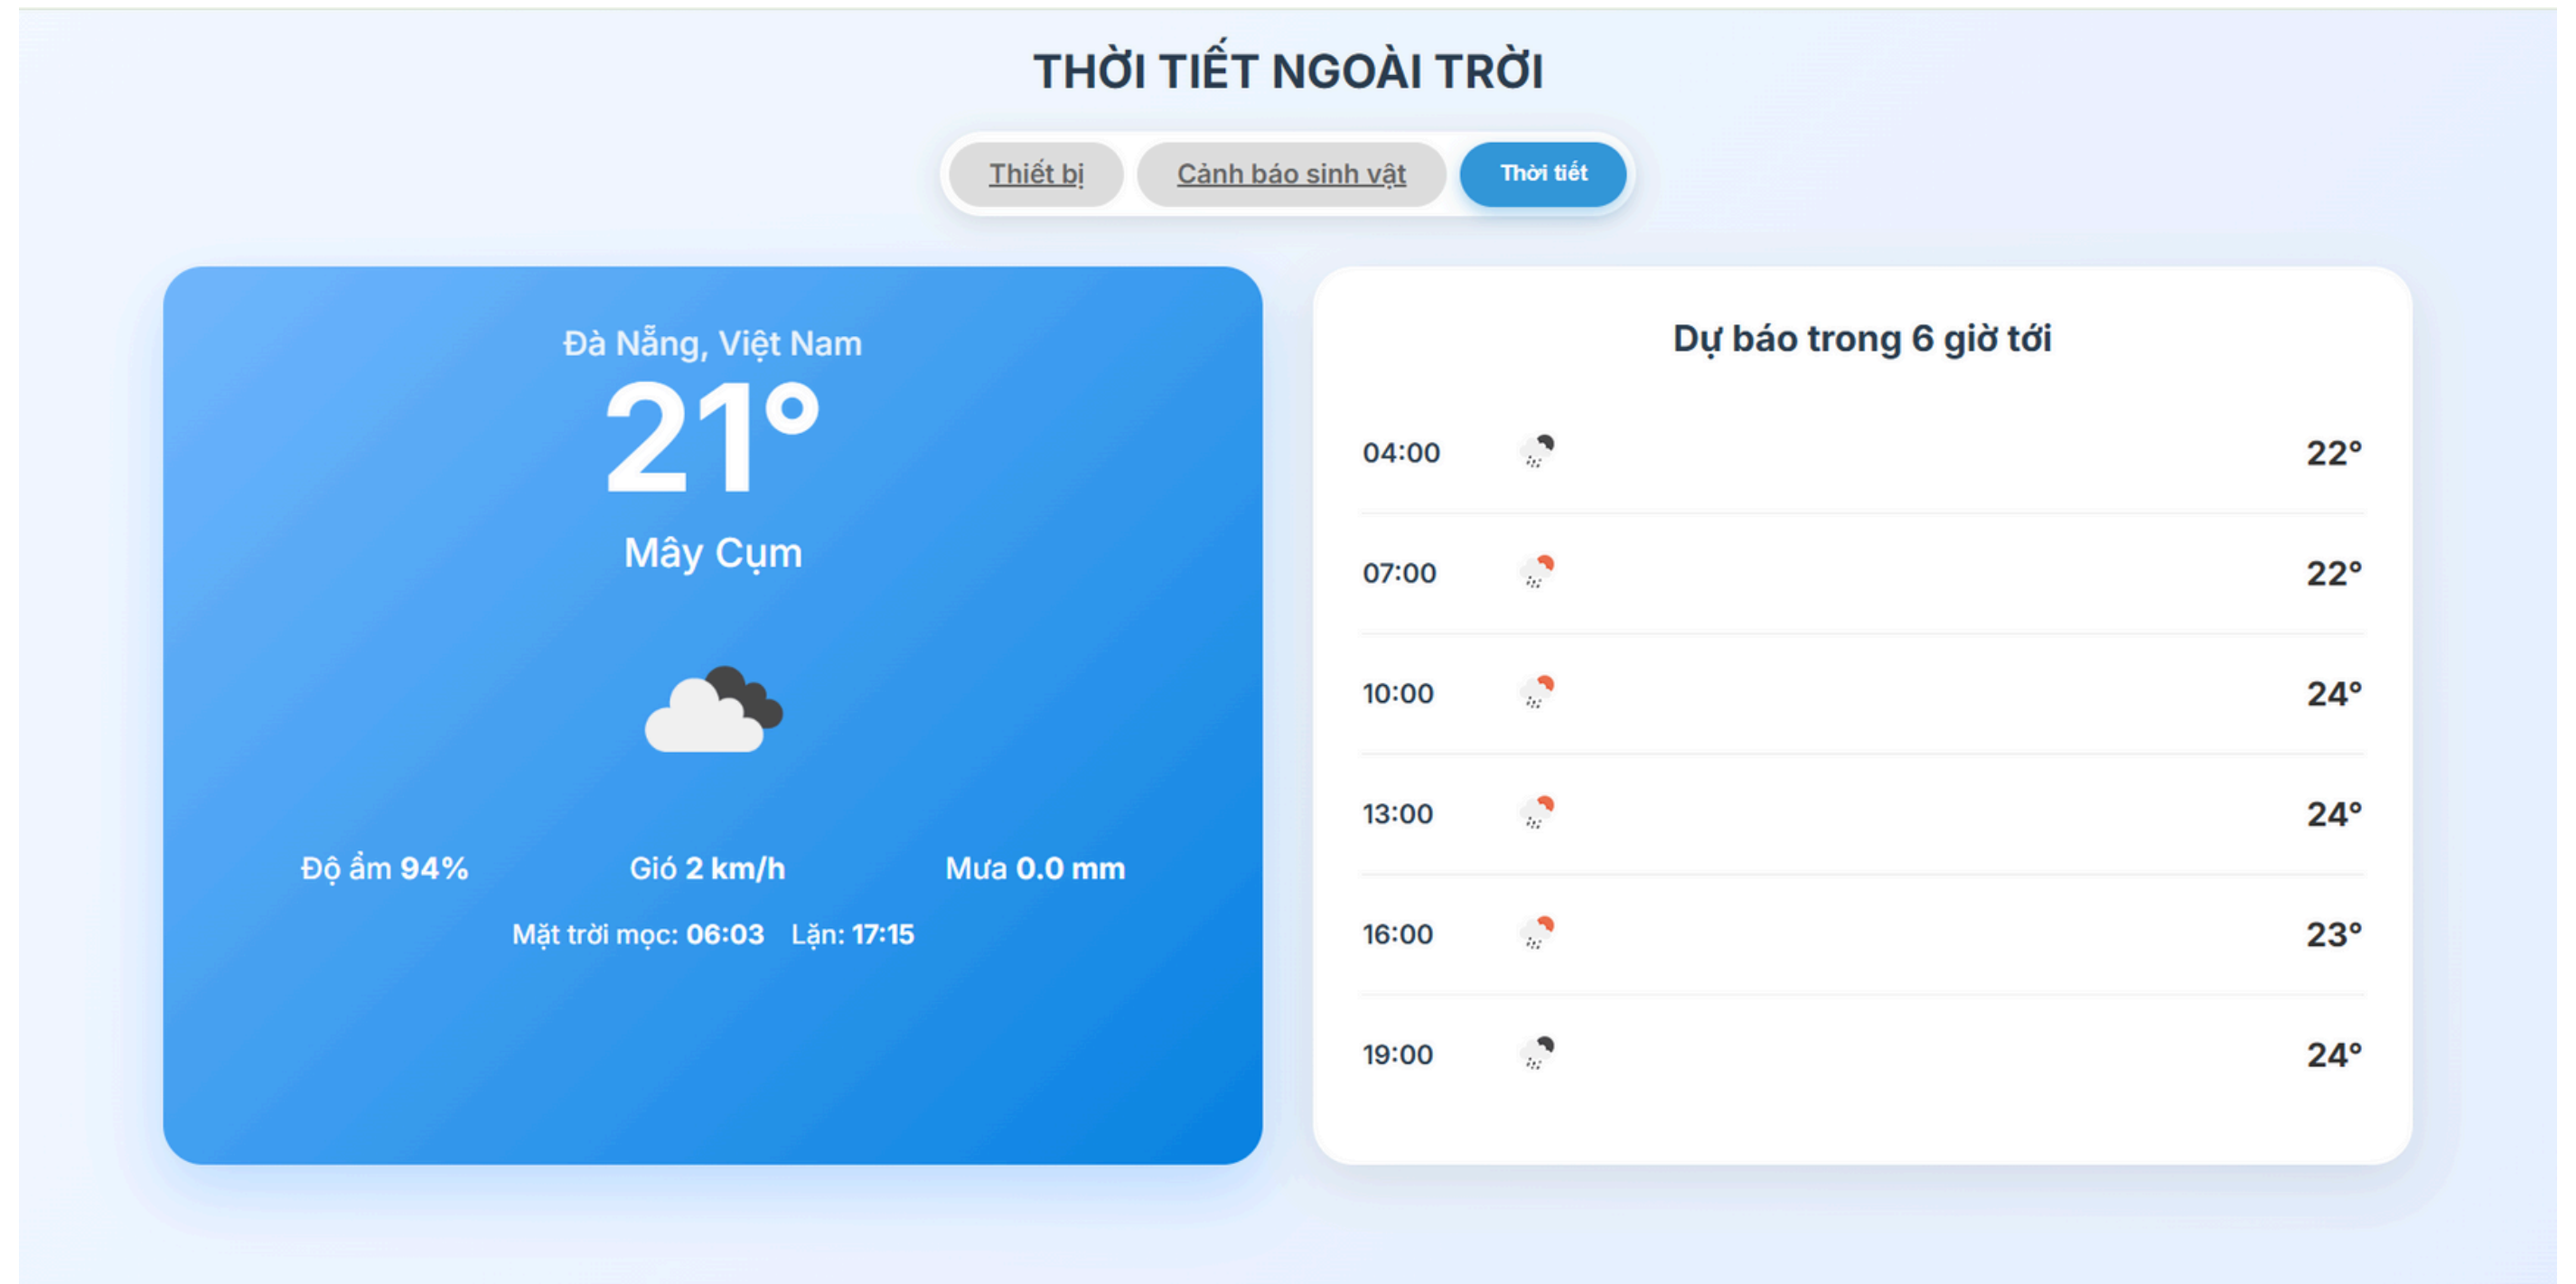 THỜI TIẾT NGOÀI TRỜI
Thiết bị Cảnh báo sinh vật Thời tiết
Đà Nẵng, Việt Nam
21°
Mây Cụm
Độ ẩm 94% Gió 2 km/h Mưa 0.0 mm
Mặt trời mọc: 06:03 Lặn: 17:15
Dự báo trong 6 giờ tới
04:00 22°
07:00 22°
10:00 24°
13:00 24°
16:00 23°
19:00 24°